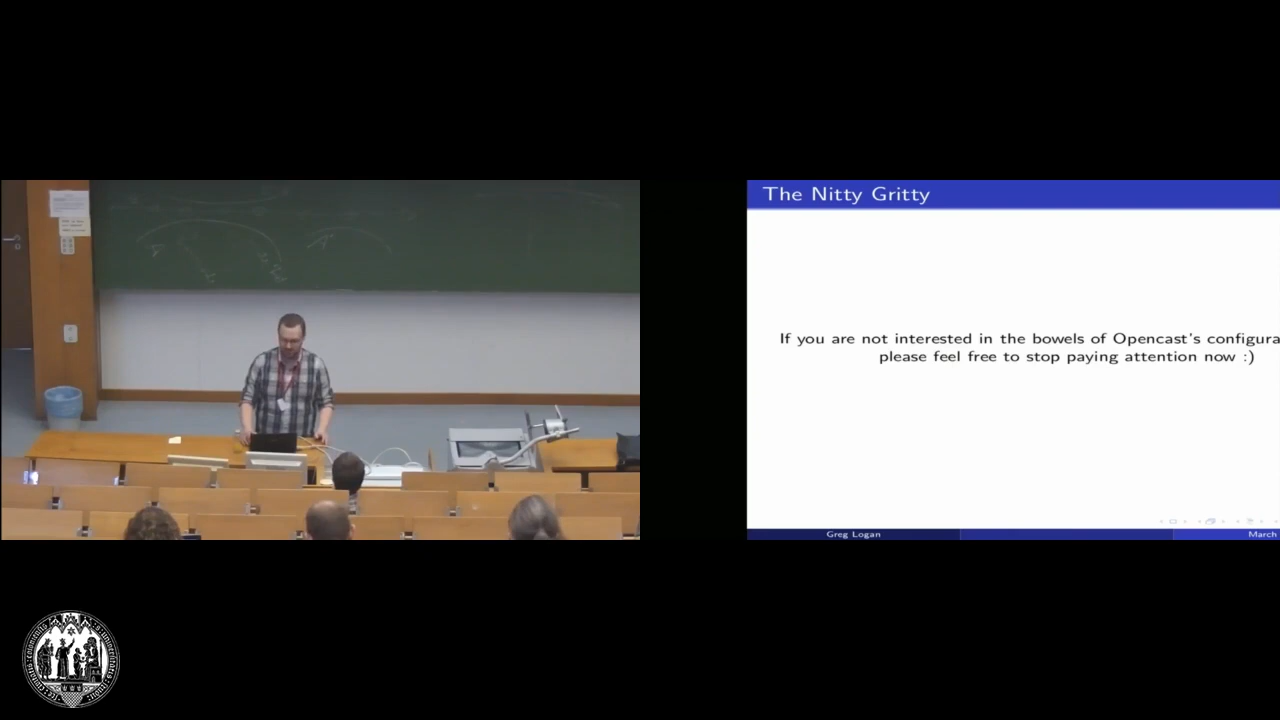 The Nitty Gritty
If you are not interested in the bowels of Opencast's configura
please feel free to stop paying attention now :)
Greg Logan
March